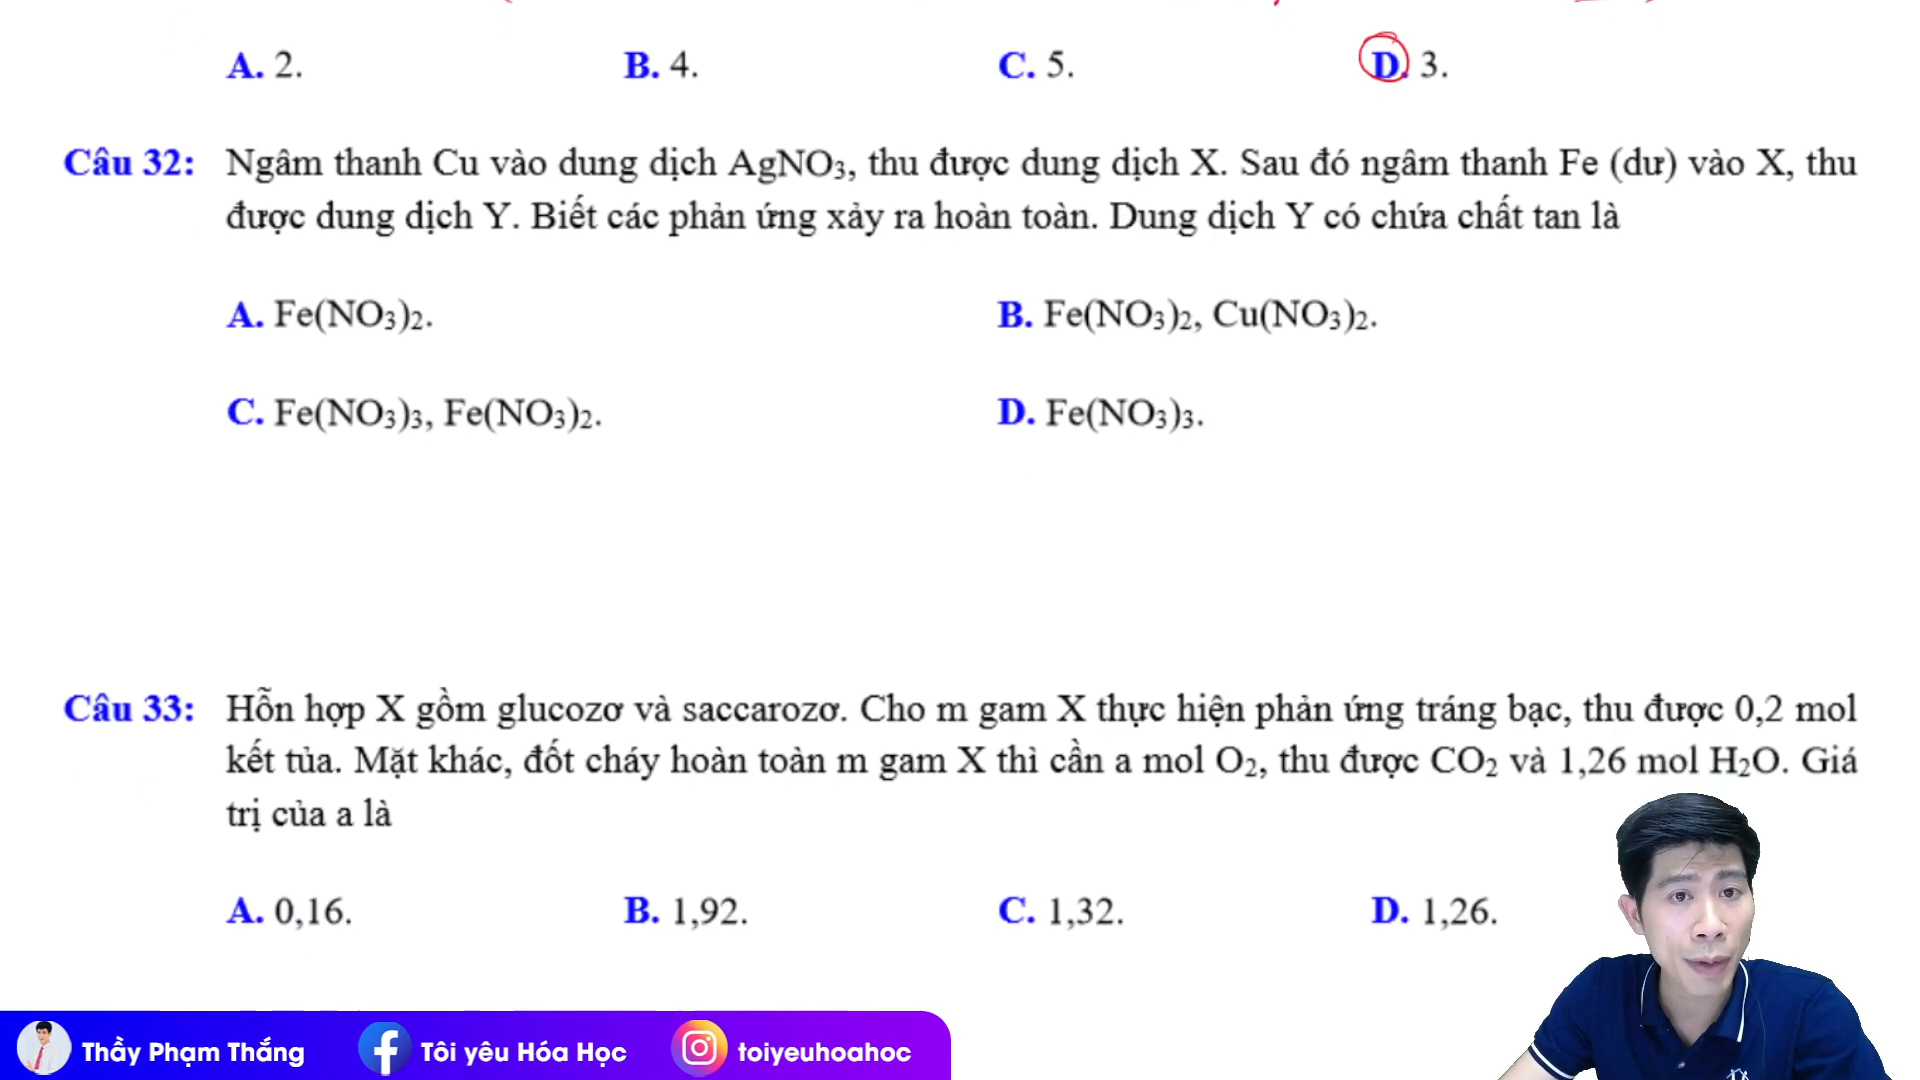 A. 2. B. 4. C. 5. D. 3.
Câu 32: Ngâm thanh Cu vào dung dịch AgNO₃, thu được dung dịch X. Sau đó ngâm thanh Fe (dư) vào X, thu
được dung dịch Y. Biết các phản ứng xảy ra hoàn toàn. Dung dịch Y có chứa chất tan là
A. Fe(NO₃)₂. B. Fe(NO₃)₂, Cu(NO₃)₂.
C. Fe(NO₃)₃, Fe(NO₃)₂. D. Fe(NO₃)₃.
Câu 33: Hỗn hợp X gồm glucozơ và saccarozơ. Cho m gam X thực hiện phản ứng tráng bạc, thu được 0,2 mol
kết tủa. Mặt khác, đốt cháy hoàn toàn m gam X thì cần a mol O₂, thu được CO₂ và 1,26 mol H₂O. Giá
trị của a là
A. 0,16. B. 1,92. C. 1,32. D. 1,26.
Thầy Phạm Thắng Tôi yêu Hóa Học toiyeuhoahoc